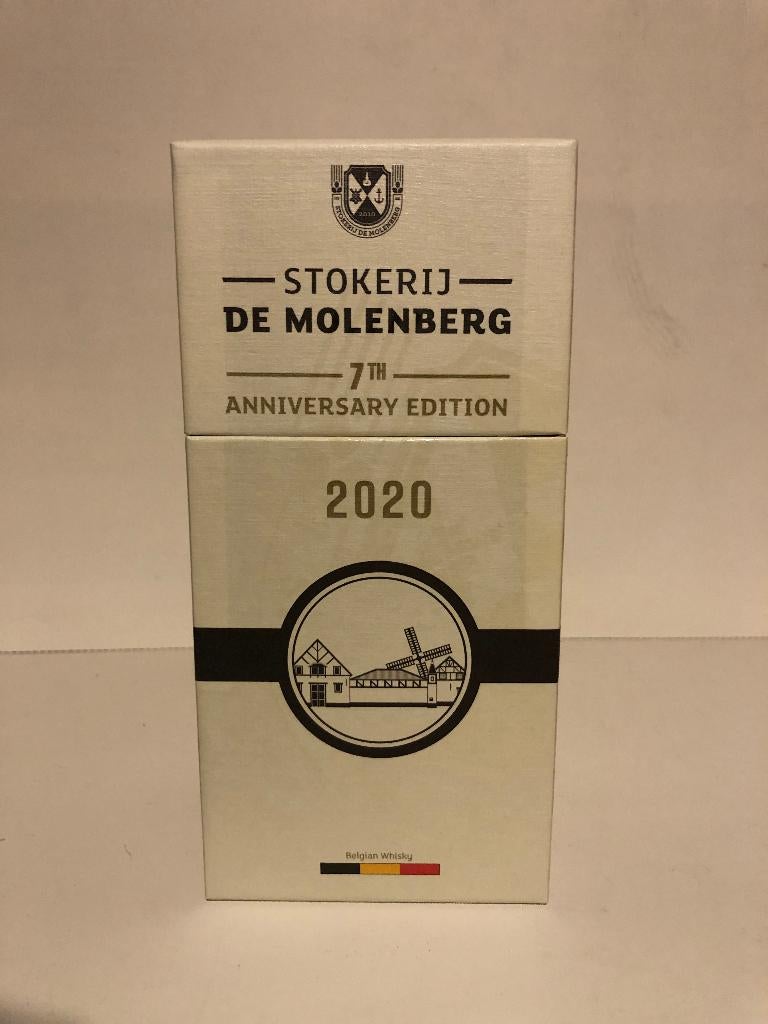 2010
STOKERIJ DE MOLENBERG
STOKERIJ
DE MOLENBERG
7TH
ANNIVERSARY EDITION
2020
Belgian Whisky